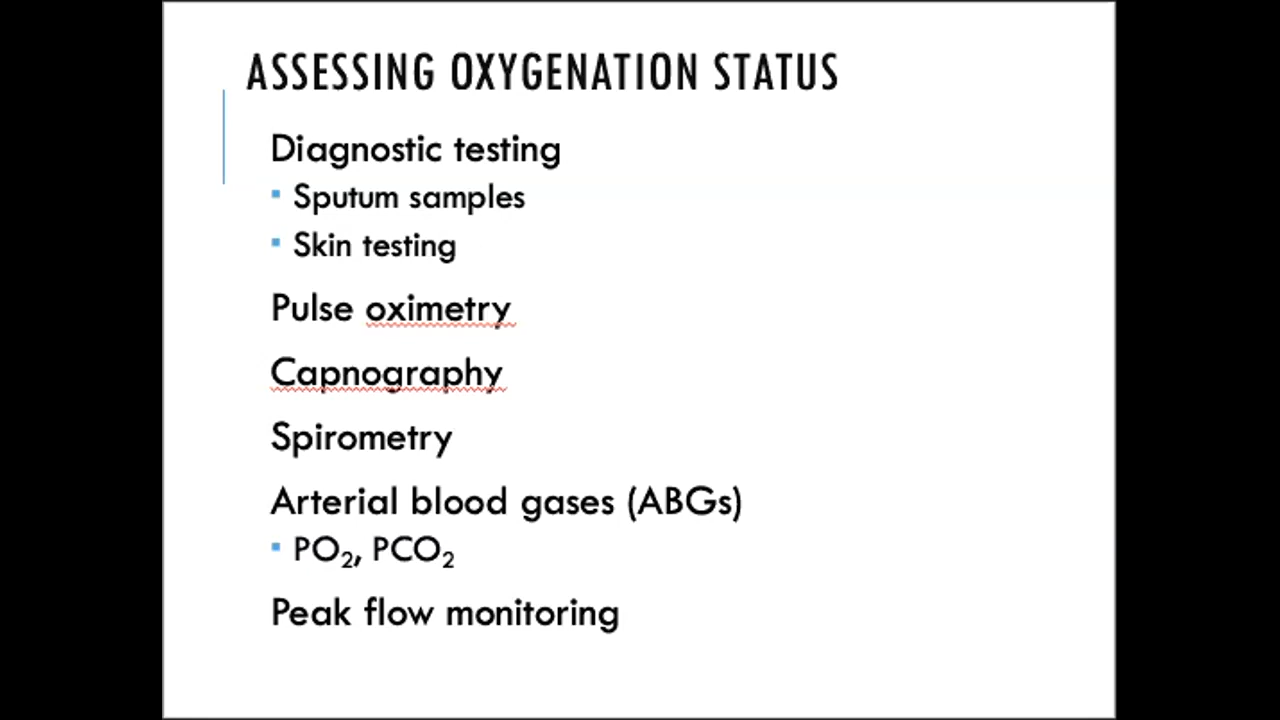 ASSESSING OXYGENATION STATUS
Diagnostic testing
▪ Sputum samples
▪ Skin testing
Pulse oximetry
Capnography
Spirometry
Arterial blood gases (ABGs)
▪ PO₂, PCO₂
Peak flow monitoring